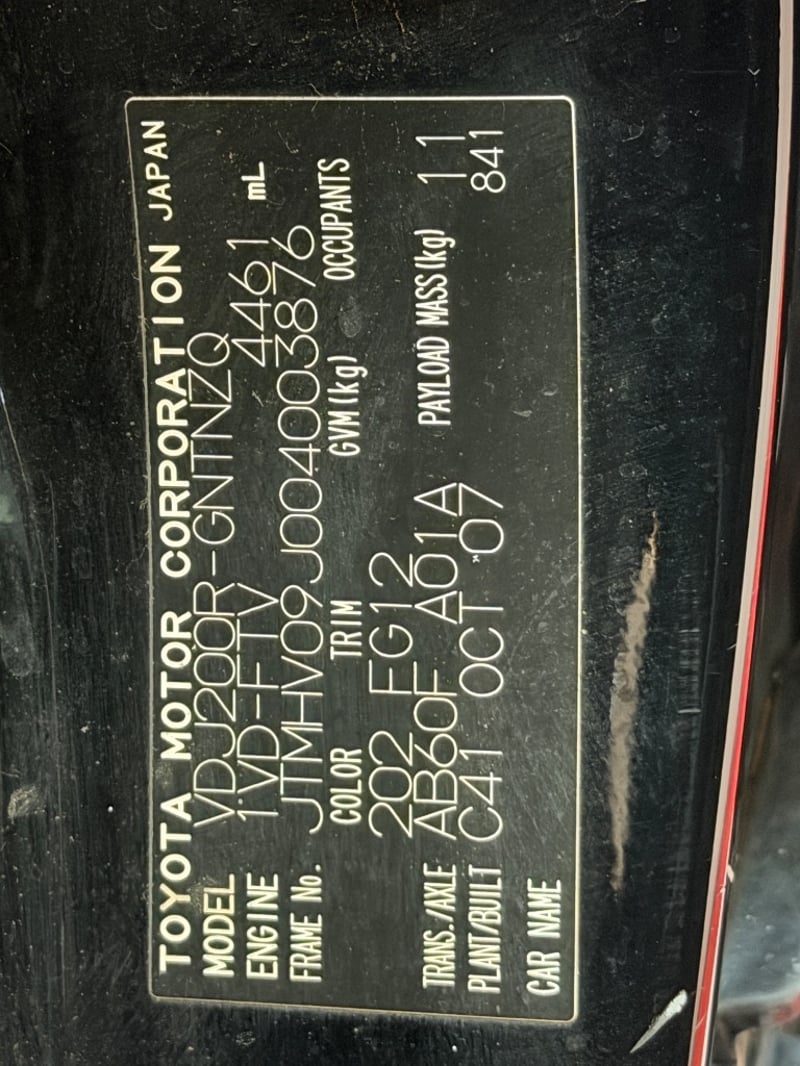 TOYOTA MOTOR CORPORATION JAPAN
MODEL VDJ200R-GNTNZQ
ENGINE 1VD-FTV 4461 mL
FRAME No. JTMHV09J004003876
COLOR TRIM GVM(kg) OCCUPANTS
202 FG12
TRANS./AXLE AB60F A01A PAYLOAD MASS(kg) 11
PLANT/BUILT C41 OCT "07 841
CAR NAME